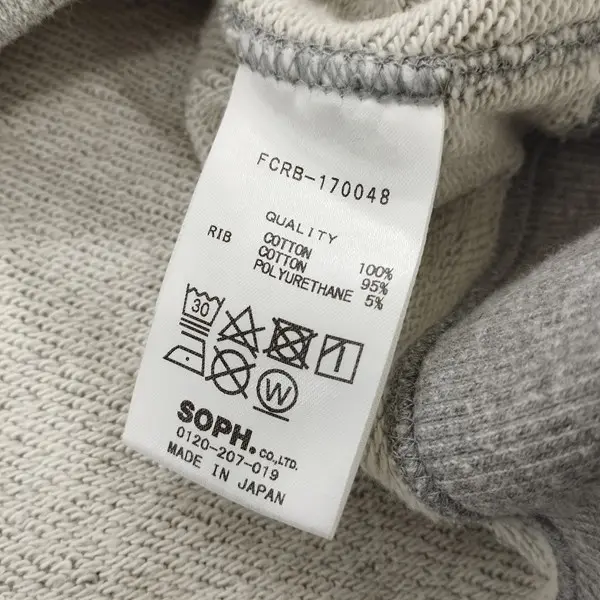 FCRB-170048
QUALITY
COTTON 100%
RIB COTTON 95%
POLYURETHANE 5%
30
W
SOPH. CO.,LTD.
0120-207-019
MADE IN JAPAN